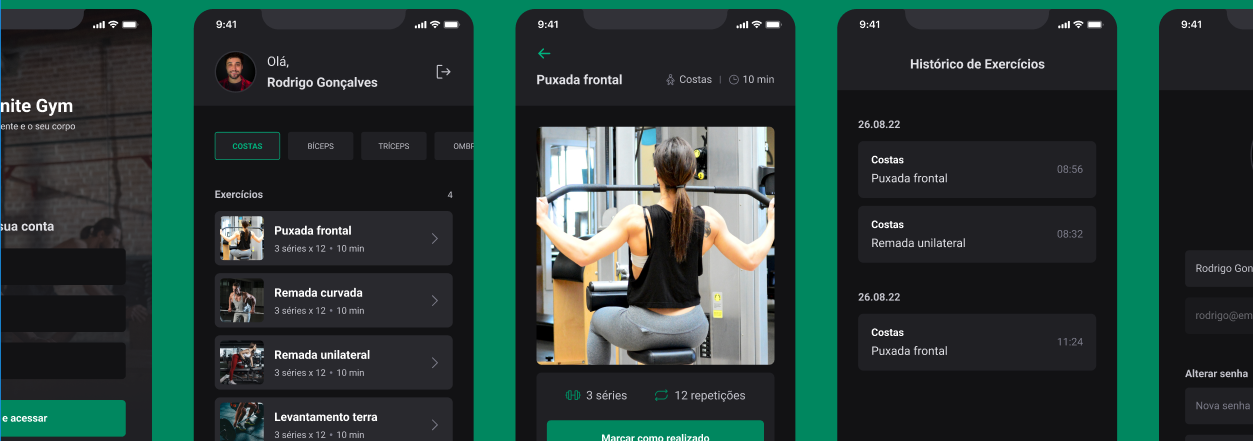 nite Gym
ente e o seu corpo
sua conta
e acessar
9:41
Olá,
Rodrigo Gonçalves
COSTAS
BÍCEPS
TRÍCEPS
OMBR
Exercícios
4
Puxada frontal
3 séries x 12 • 10 min
Remada curvada
3 séries x 12 • 10 min
Remada unilateral
3 séries x 12 • 10 min
Levantamento terra
3 séries x 12 • 10 min
9:41
Puxada frontal
Costas
10 min
3 séries
12 repetições
Marcar como realizado
9:41
Histórico de Exercícios
26.08.22
Costas
Puxada frontal
08:56
Costas
Remada unilateral
08:32
26.08.22
Costas
Puxada frontal
11:24
9:41
Rodrigo Gon
rodrigo@em
Alterar senha
Nova senha